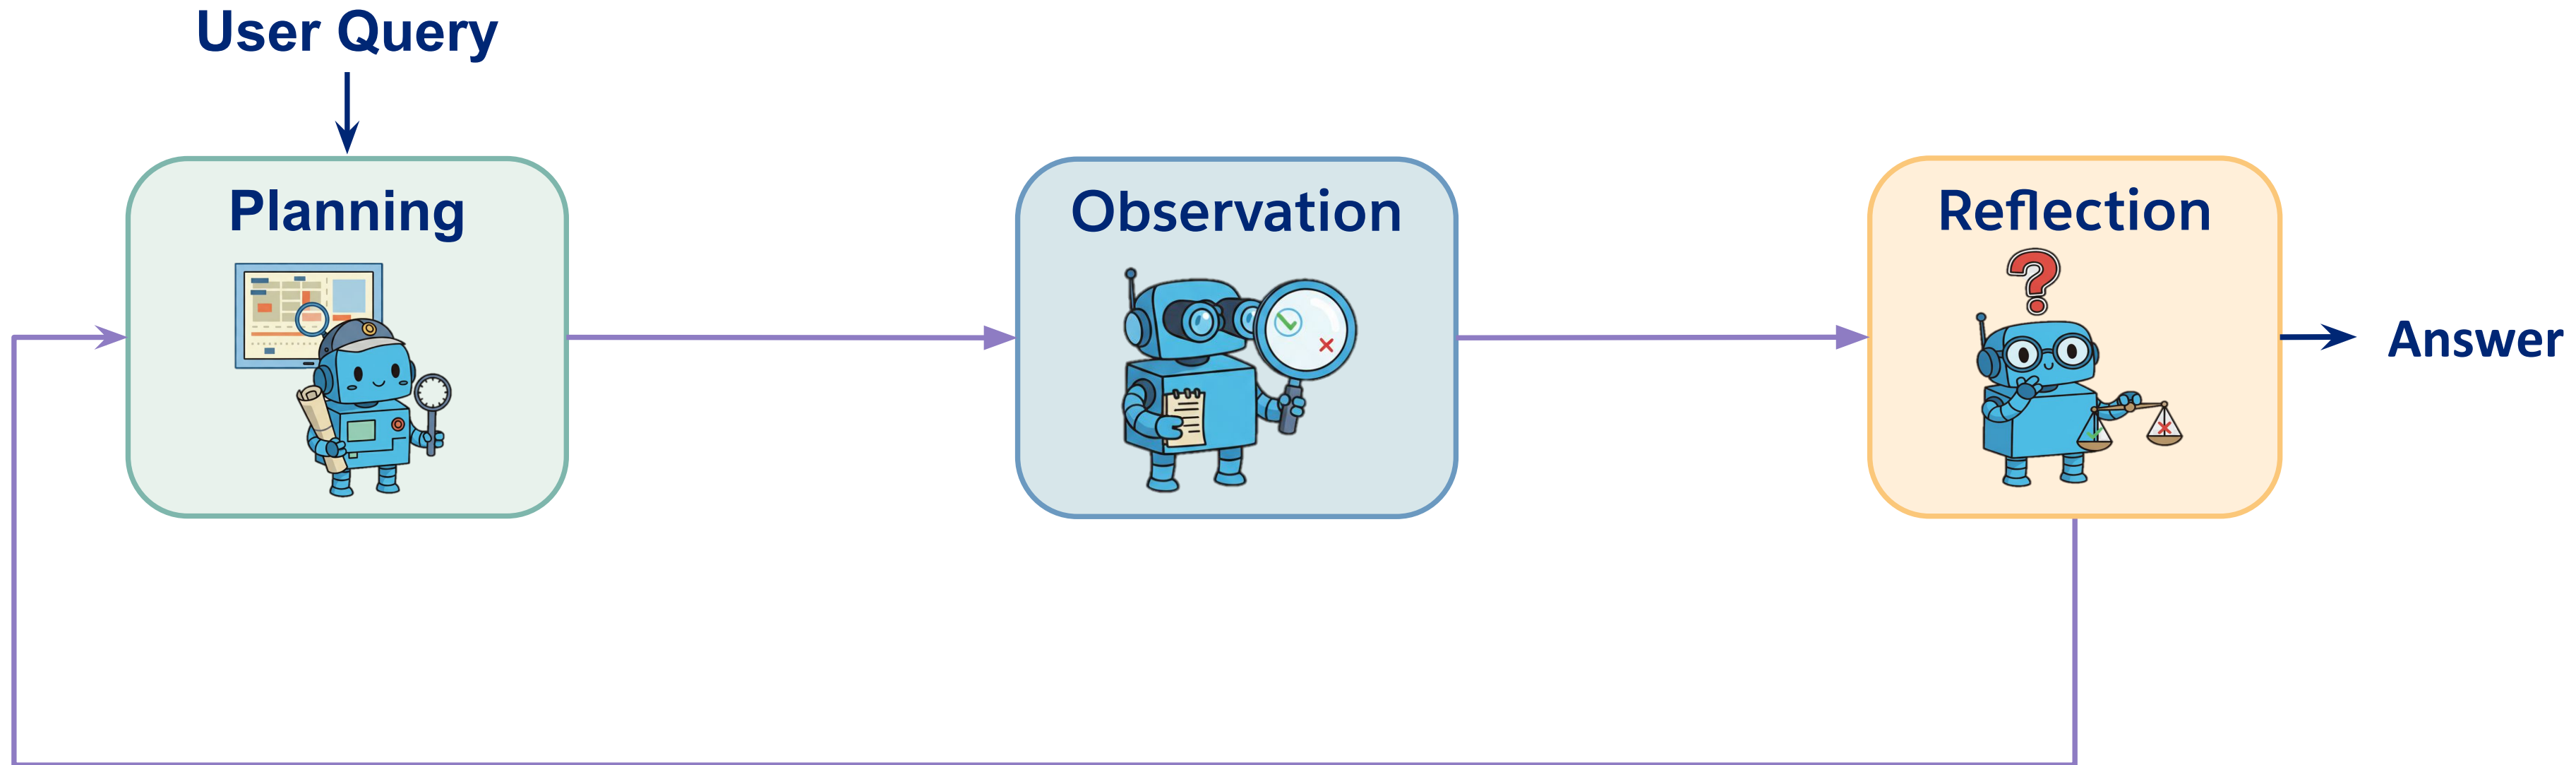 User Query
Planning
Observation
Reflection
Answer